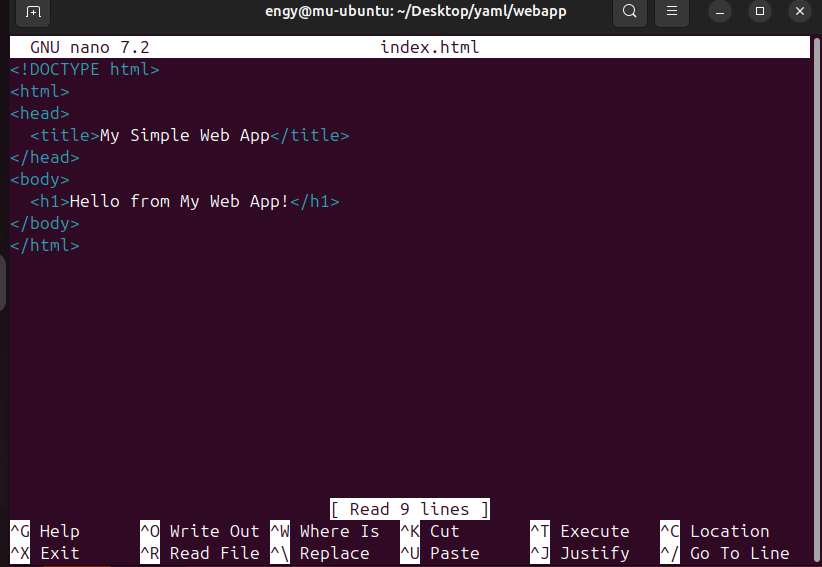 engy@mu-ubuntu: ~/Desktop/yaml/webapp
GNU nano 7.2 index.html
<!DOCTYPE html>
<html>
<head>
  <title>My Simple Web App</title>
</head>
<body>
  <h1>Hello from My Web App!</h1>
</body>
</html>
[ Read 9 lines ]
^G Help ^O Write Out ^W Where Is ^K Cut ^T Execute ^C Location
^X Exit ^R Read File ^\ Replace ^U Paste ^J Justify ^/ Go To Line